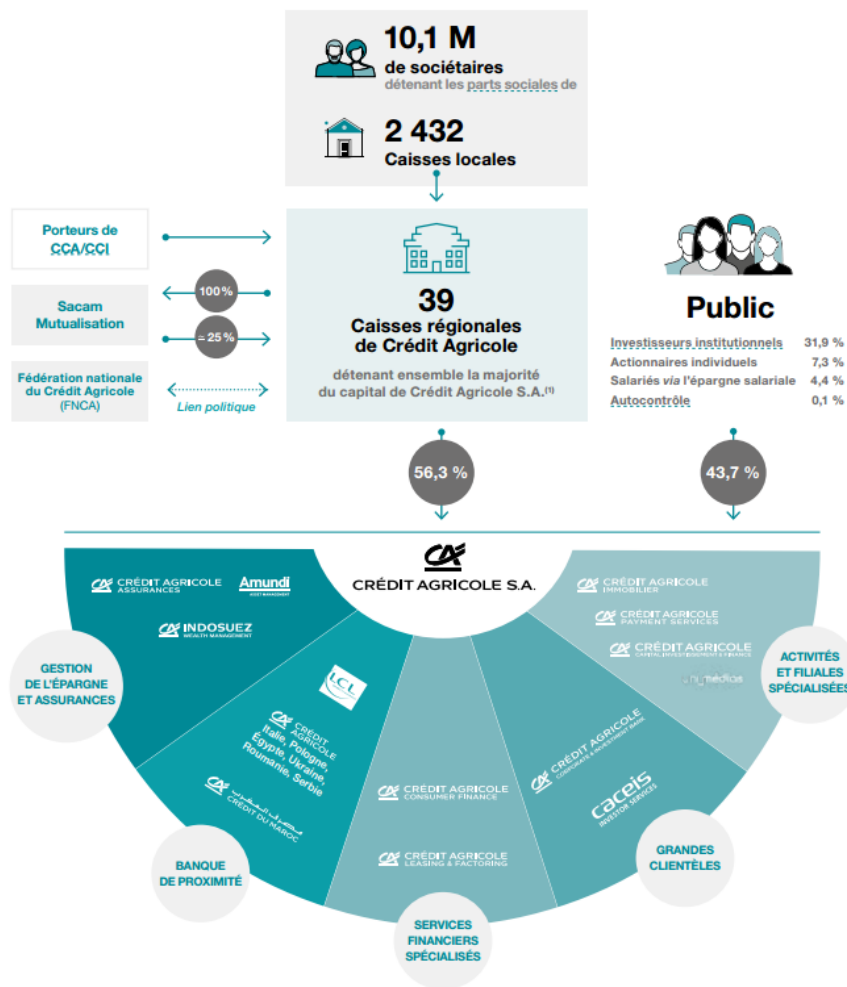 10,1 M
de sociétaires
détenant les parts sociales de
2 432
Caisses locales
Porteurs de
CCA/CCI
Sacam
Mutualisation
Fédération nationale
du Crédit Agricole
(FNCA)
100 %
≈ 25 %
Lien politique
39
Caisses régionales
de Crédit Agricole
détenant ensemble la majorité
du capital de Crédit Agricole S.A.(1)
Public
Investisseurs institutionnels 31,9 %
Actionnaires individuels 7,3 %
Salariés via l'épargne salariale 4,4 %
Autocontrôle 0,1 %
56,3 %
43,7 %
CRÉDIT AGRICOLE S.A.
CRÉDIT AGRICOLE
ASSURANCES
Amundi
ASSET MANAGEMENT
INDOSUEZ
WEALTH MANAGEMENT
GESTION
DE L'ÉPARGNE
ET ASSURANCES
LCL
CRÉDIT
AGRICOLE
Italie, Pologne,
Égypte, Ukraine,
Roumanie, Serbie
مصرف المغرب
CRÉDIT DU MAROC
BANQUE
DE PROXIMITÉ
CRÉDIT AGRICOLE
CONSUMER FINANCE
CRÉDIT AGRICOLE
LEASING & FACTORING
SERVICES
FINANCIERS
SPÉCIALISÉS
CRÉDIT AGRICOLE
CORPORATE & INVESTMENT BANK
caceis
INVESTOR SERVICES
GRANDES
CLIENTÈLES
CRÉDIT AGRICOLE
IMMOBILIER
CRÉDIT AGRICOLE
PAYMENT SERVICES
CRÉDIT AGRICOLE
CAPITAL INVESTISSEMENT & FINANCE
unimédias
ACTIVITÉS
ET FILIALES
SPÉCIALISÉES